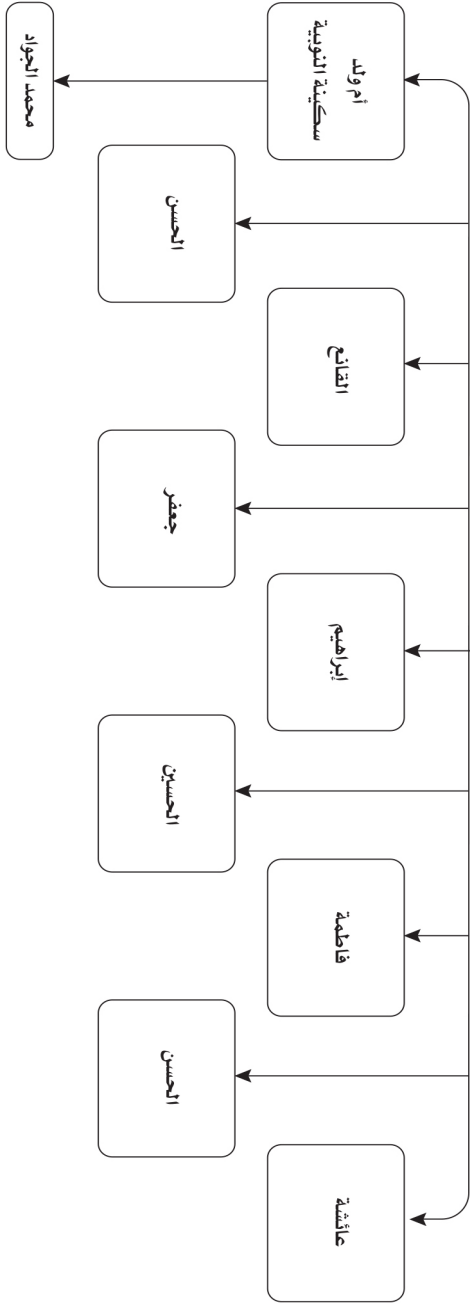 أم ولد
سكينة النوبية
محمد الجواد
الحسن
القانع
جعفر
إبراهيم
الحسين
فاطمة
الحسن
عائشة